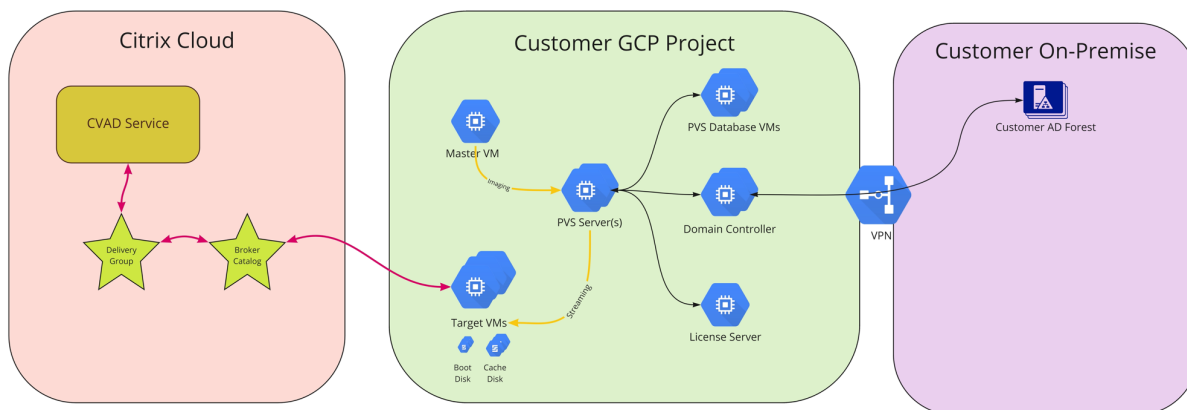 Citrix Cloud
CVAD Service
Delivery
Group
Broker
Catalog
Customer GCP Project
Master VM
Imaging
PVS Server(s)
Streaming
Target VMs
Boot
Disk
Cache
Disk
PVS Database VMs
Domain Controller
License Server
VPN
Customer On-Premise
Customer AD Forest